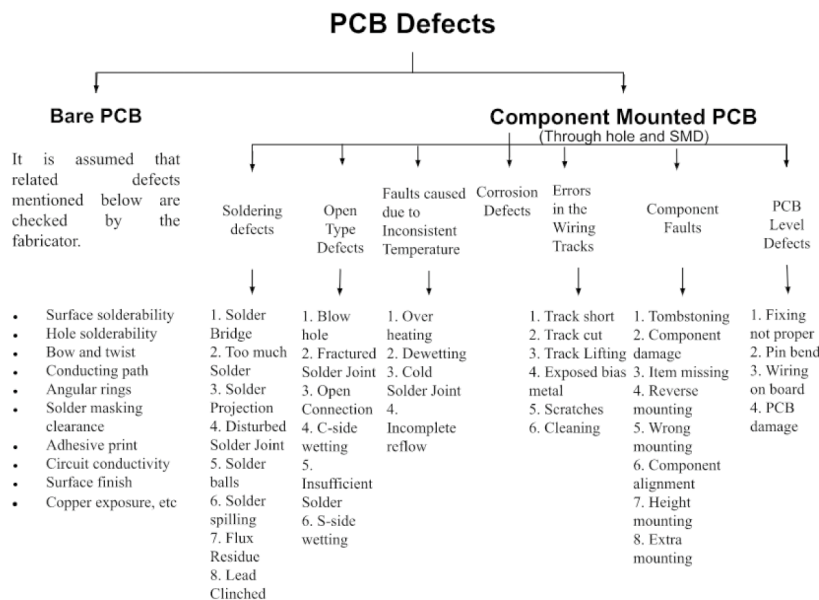 PCB Defects
Bare PCB
It is assumed that
related defects
mentioned below are
checked by the
fabricator.
• Surface solderability
• Hole solderability
• Bow and twist
• Conducting path
• Angular rings
• Solder masking
clearance
• Adhesive print
• Circuit conductivity
• Surface finish
• Copper exposure, etc
Component Mounted PCB
(Through hole and SMD)
Soldering
defects
1. Solder
Bridge
2. Too much
Solder
3. Solder
Projection
4. Disturbed
Solder Joint
5. Solder
balls
6. Solder
spilling
7. Flux
Residue
8. Lead
Clinched
Open
Type
Defects
1. Blow
hole
2. Fractured
Solder Joint
3. Open
Connection
4. C-side
wetting
5.
Insufficient
Solder
6. S-side
wetting
Faults caused
due to
Inconsistent
Temperature
1. Over
heating
2. Dewetting
3. Cold
Solder Joint
4.
Incomplete
reflow
Corrosion
Defects
Errors
in the
Wiring
Tracks
1. Track short
2. Track cut
3. Track Lifting
4. Exposed bias
metal
5. Scratches
6. Cleaning
Component
Faults
1. Tombstoning
2. Component
damage
3. Item missing
4. Reverse
mounting
5. Wrong
mounting
6. Component
alignment
7. Height
mounting
8. Extra
mounting
PCB
Level
Defects
1. Fixing
not proper
2. Pin bend
3. Wiring
on board
4. PCB
damage